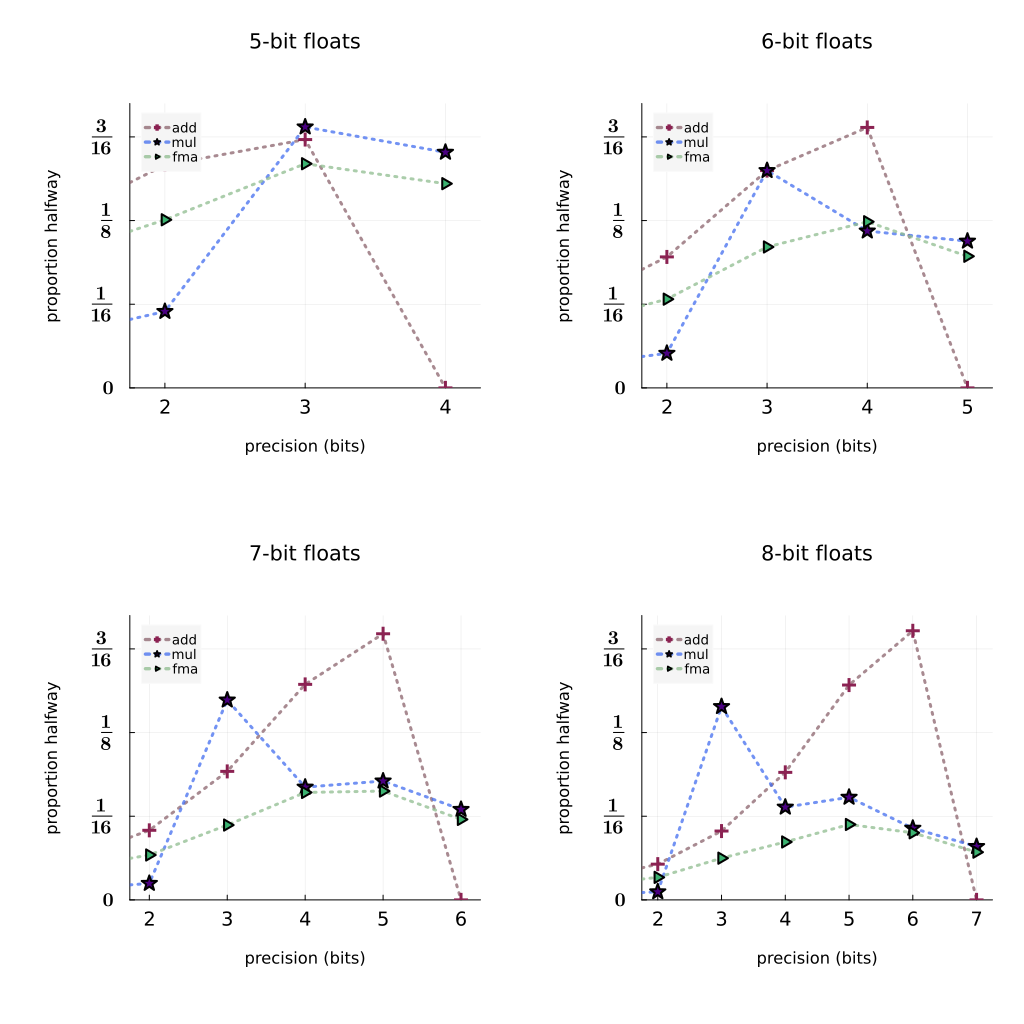 5-bit floats
3/16
1/8
1/16
0
proportion halfway
add
mul
fma
2 3 4
precision (bits)
6-bit floats
3/16
1/8
1/16
0
proportion halfway
add
mul
fma
2 3 4 5
precision (bits)
7-bit floats
3/16
1/8
1/16
0
proportion halfway
add
mul
fma
2 3 4 5 6
precision (bits)
8-bit floats
3/16
1/8
1/16
0
proportion halfway
add
mul
fma
2 3 4 5 6 7
precision (bits)